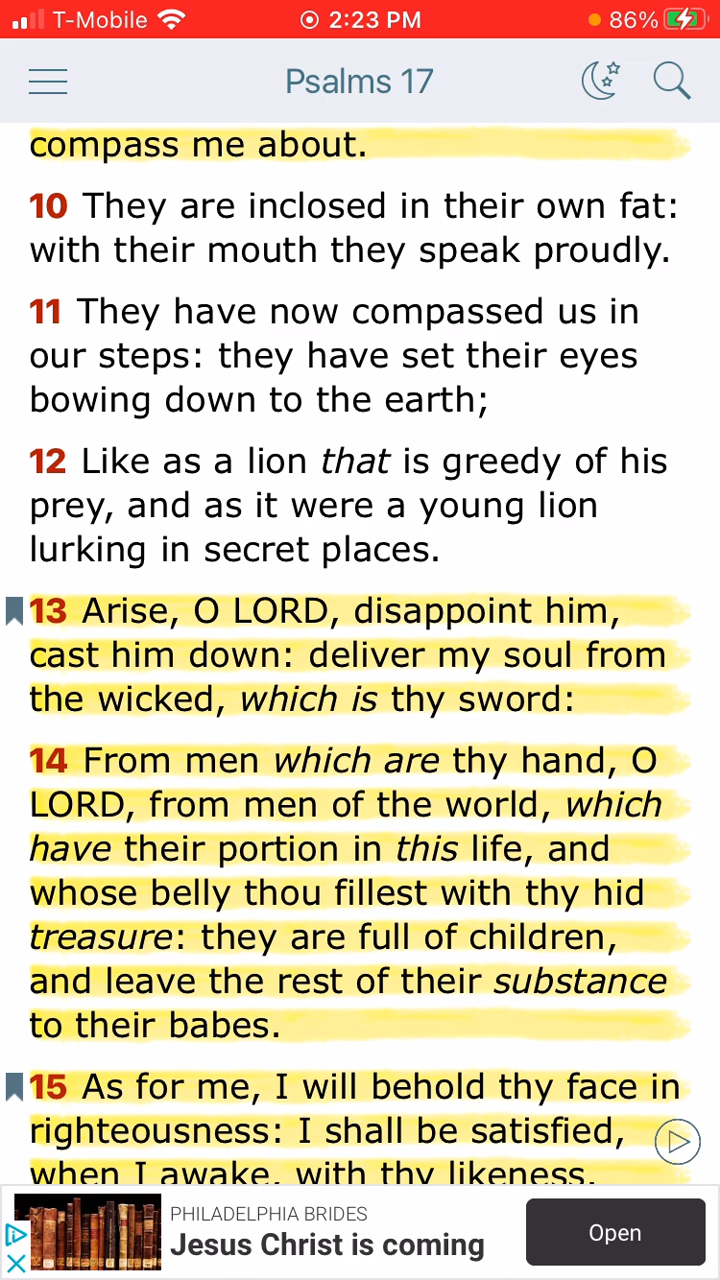 T-Mobile 2:23 PM 86%
Psalms 17
compass me about.
10 They are inclosed in their own fat:
with their mouth they speak proudly.
11 They have now compassed us in
our steps: they have set their eyes
bowing down to the earth;
12 Like as a lion that is greedy of his
prey, and as it were a young lion
lurking in secret places.
13 Arise, O LORD, disappoint him,
cast him down: deliver my soul from
the wicked, which is thy sword:
14 From men which are thy hand, O
LORD, from men of the world, which
have their portion in this life, and
whose belly thou fillest with thy hid
treasure: they are full of children,
and leave the rest of their substance
to their babes.
15 As for me, I will behold thy face in
righteousness: I shall be satisfied,
when I awake, with thy likeness.
PHILADELPHIA BRIDES
Jesus Christ is coming
Open